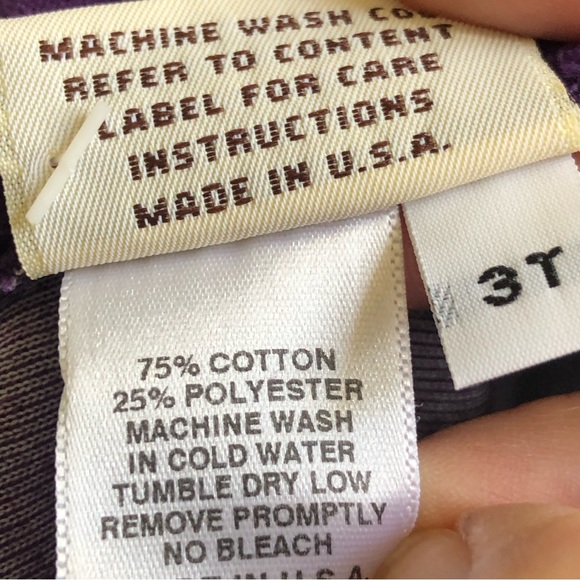 MACHINE WASH
REFER TO CONTENT
LABEL FOR CARE
INSTRUCTIONS
MADE IN U.S.A.
3T
75% COTTON
25% POLYESTER
MACHINE WASH
IN COLD WATER
TUMBLE DRY LOW
REMOVE PROMPTLY
NO BLEACH
IN U.S.A.